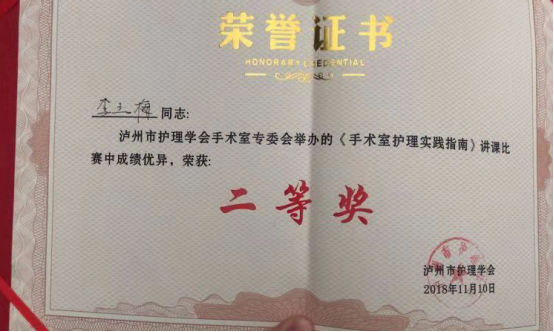 荣誉证书
HONORARY CREDENTIAL
李玉梅 同志:
泸州市护理学会手术室专委会举办的《手术室护理实践指南》讲课比
赛中成绩优异，荣获:
二等奖
泸州市护理学会
2018年11月10日